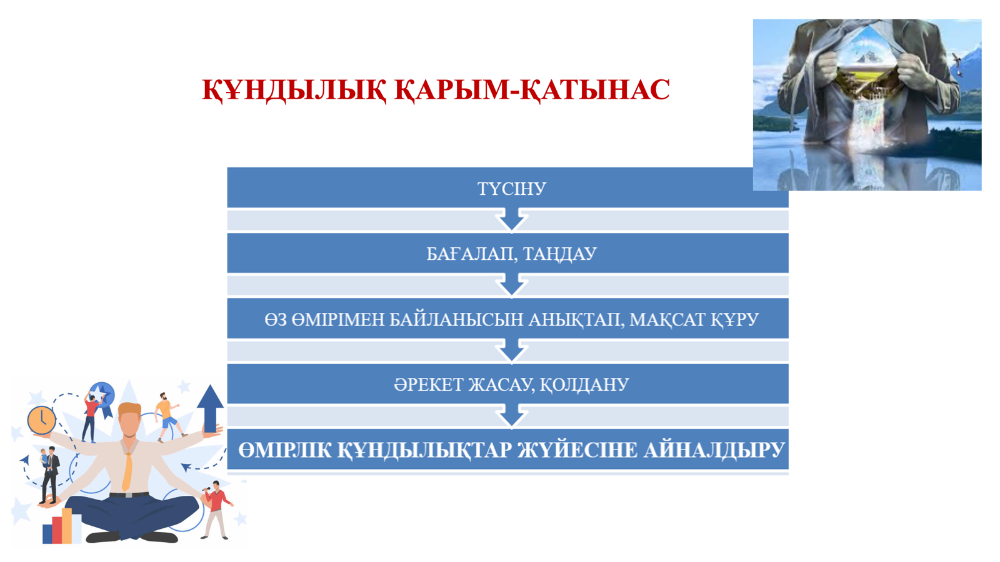 ҚҰНДЫЛЫҚ ҚАРЫМ-ҚАТЫНАС
ТҮСІНУ
БАҒАЛАП, ТАҢДАУ
ӨЗ ӨМІРІМЕН БАЙЛАНЫСЫН АНЫҚТАП, МАҚСАТ ҚҰРУ
ӘРЕКЕТ ЖАСАУ, ҚОЛДАНУ
ӨМІРЛІК ҚҰНДЫЛЫҚТАР ЖҮЙЕСІНЕ АЙНАЛДЫРУ